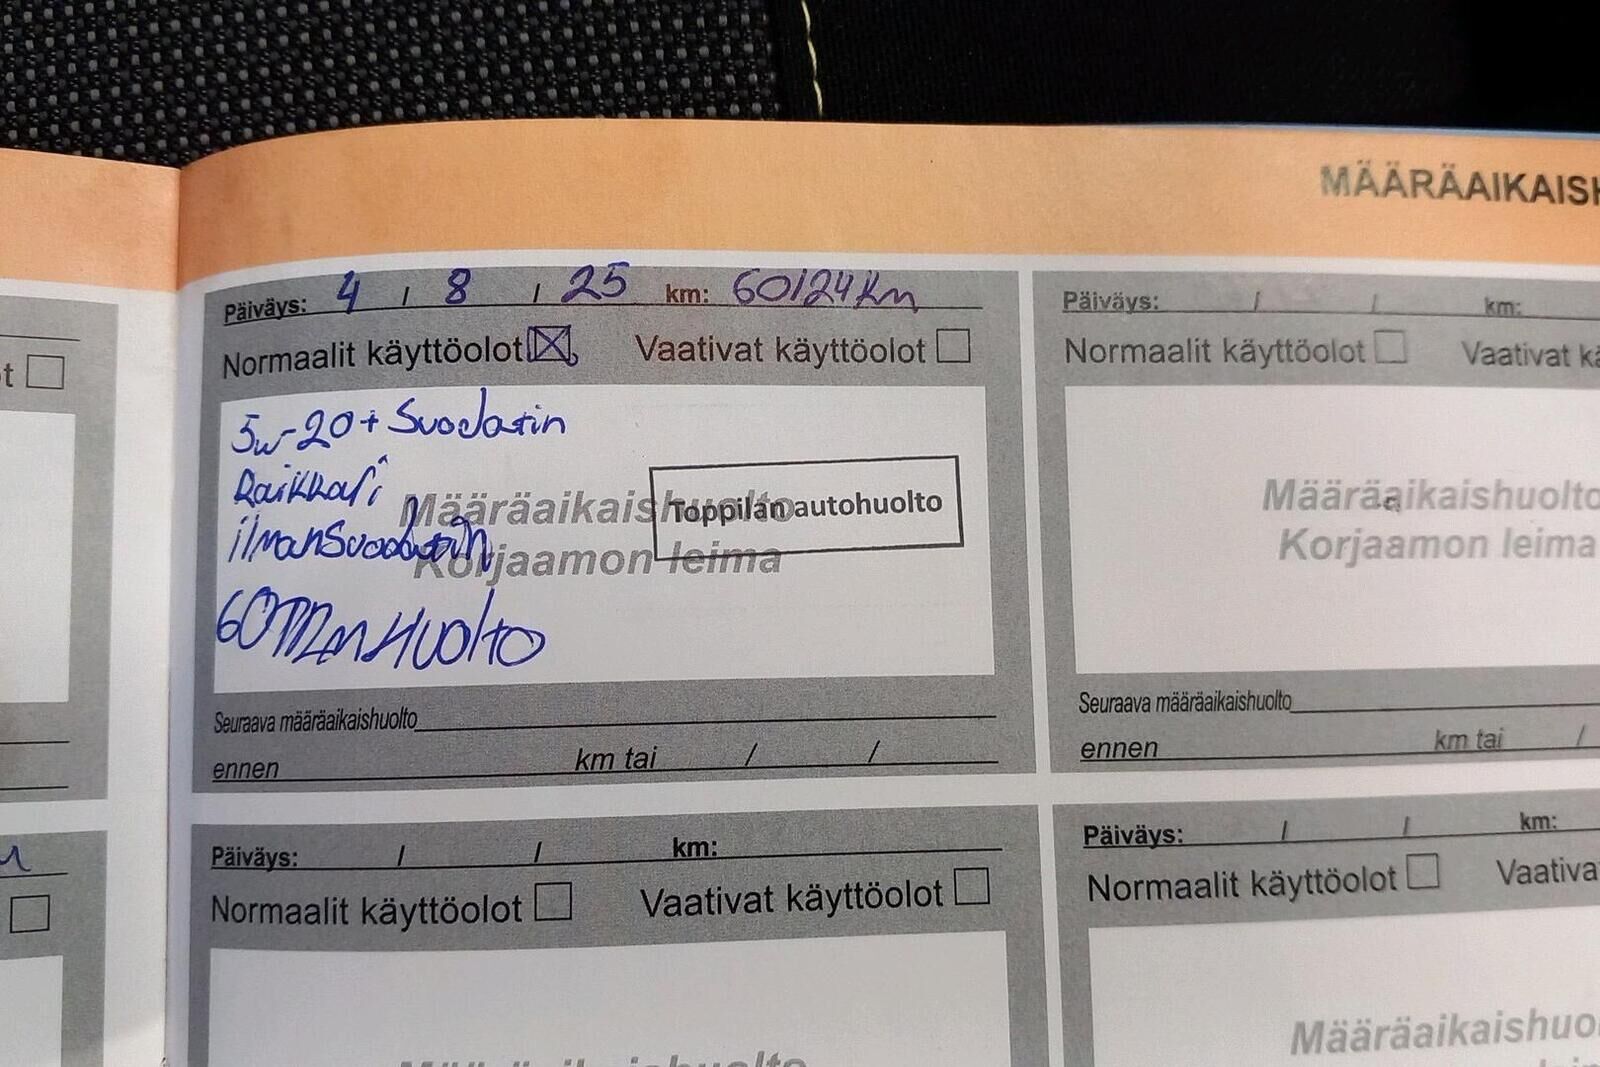 MÄÄRÄAIKAISH
Päiväys: 4 / 8 / 25 km: 60124km
Normaalit käyttöolot Vaativat käyttöolot
5w-20 + Suodatin
Raikkari
ilmansuodatin
Määräaikaishuolto
Korjaamon leima
Toppilan autohuolto
60TKm Huolto
Seuraava määräaikaishuolto
ennen km tai / /
Päiväys: / / km:
Normaalit käyttöolot Vaativat kä
Määräaikaishuolto
Korjaamon leima
Seuraava määräaikaishuolto
ennen km tai /
Päiväys: / / km:
Normaalit käyttöolot Vaativat käyttöolot
Määräaikaishuolto
Päiväys: / / km:
Normaalit käyttöolot Vaativa
Määräaikaishuo